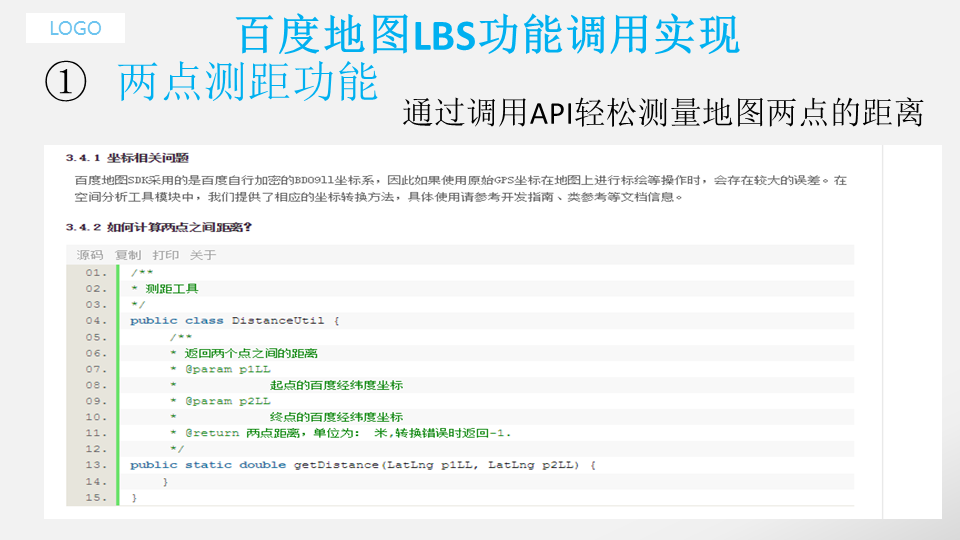 LOGO
百度地图LBS功能调用实现
① 两点测距功能
通过调用API轻松测量地图两点的距离
3.4.1 坐标相关问题
百度地图SDK采用的是百度自行加密的BD09ll坐标系，因此如果使用原始GPS坐标在地图上进行标绘等操作时，会存在较大的误差。在
空间分析工具模块中，我们提供了相应的坐标转换方法，具体使用请参考开发指南、类参考等文档信息。
3.4.2 如何计算两点之间距离?
源码 复制 打印 关于
01. /**
02. * 测距工具
03. */
04. public class DistanceUtil {
05. /**
06. * 返回两个点之间的距离
07. * @param p1LL
08. * 起点的百度经纬度坐标
09. * @param p2LL
10. * 终点的百度经纬度坐标
11. * @return 两点距离，单位为： 米,转换错误时返回-1.
12. */
13. public static double getDistance(LatLng p1LL, LatLng p2LL) {
14. }
15. }